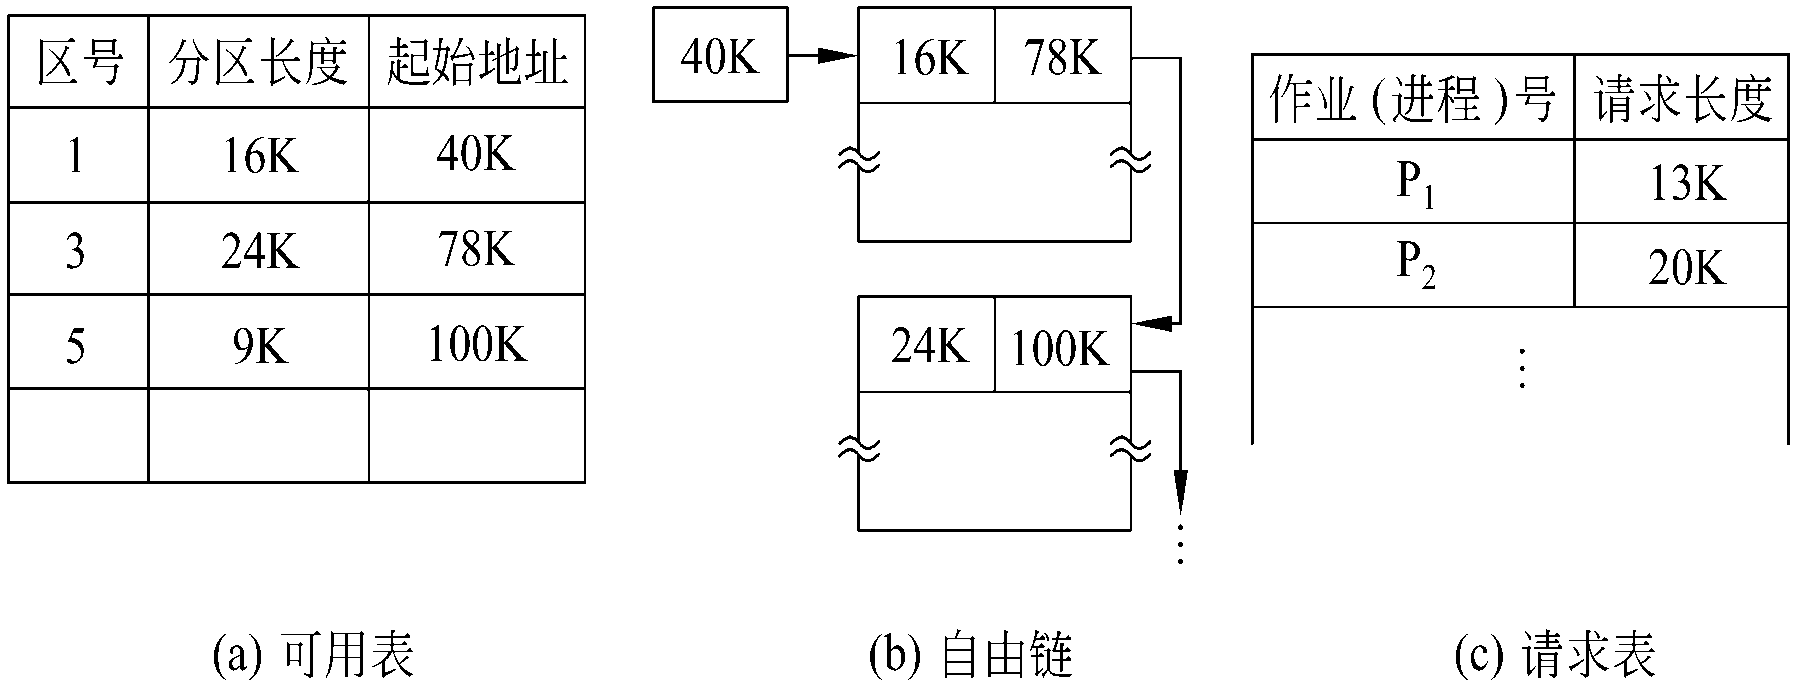 区号 分区长度 起始地址
1 16K 40K
3 24K 78K
5 9K 100K
(a) 可用表
40K 16K 78K
24K 100K
⋮
(b) 自由链
作业(进程)号 请求长度
P₁ 13K
P₂ 20K
⋮
(c) 请求表